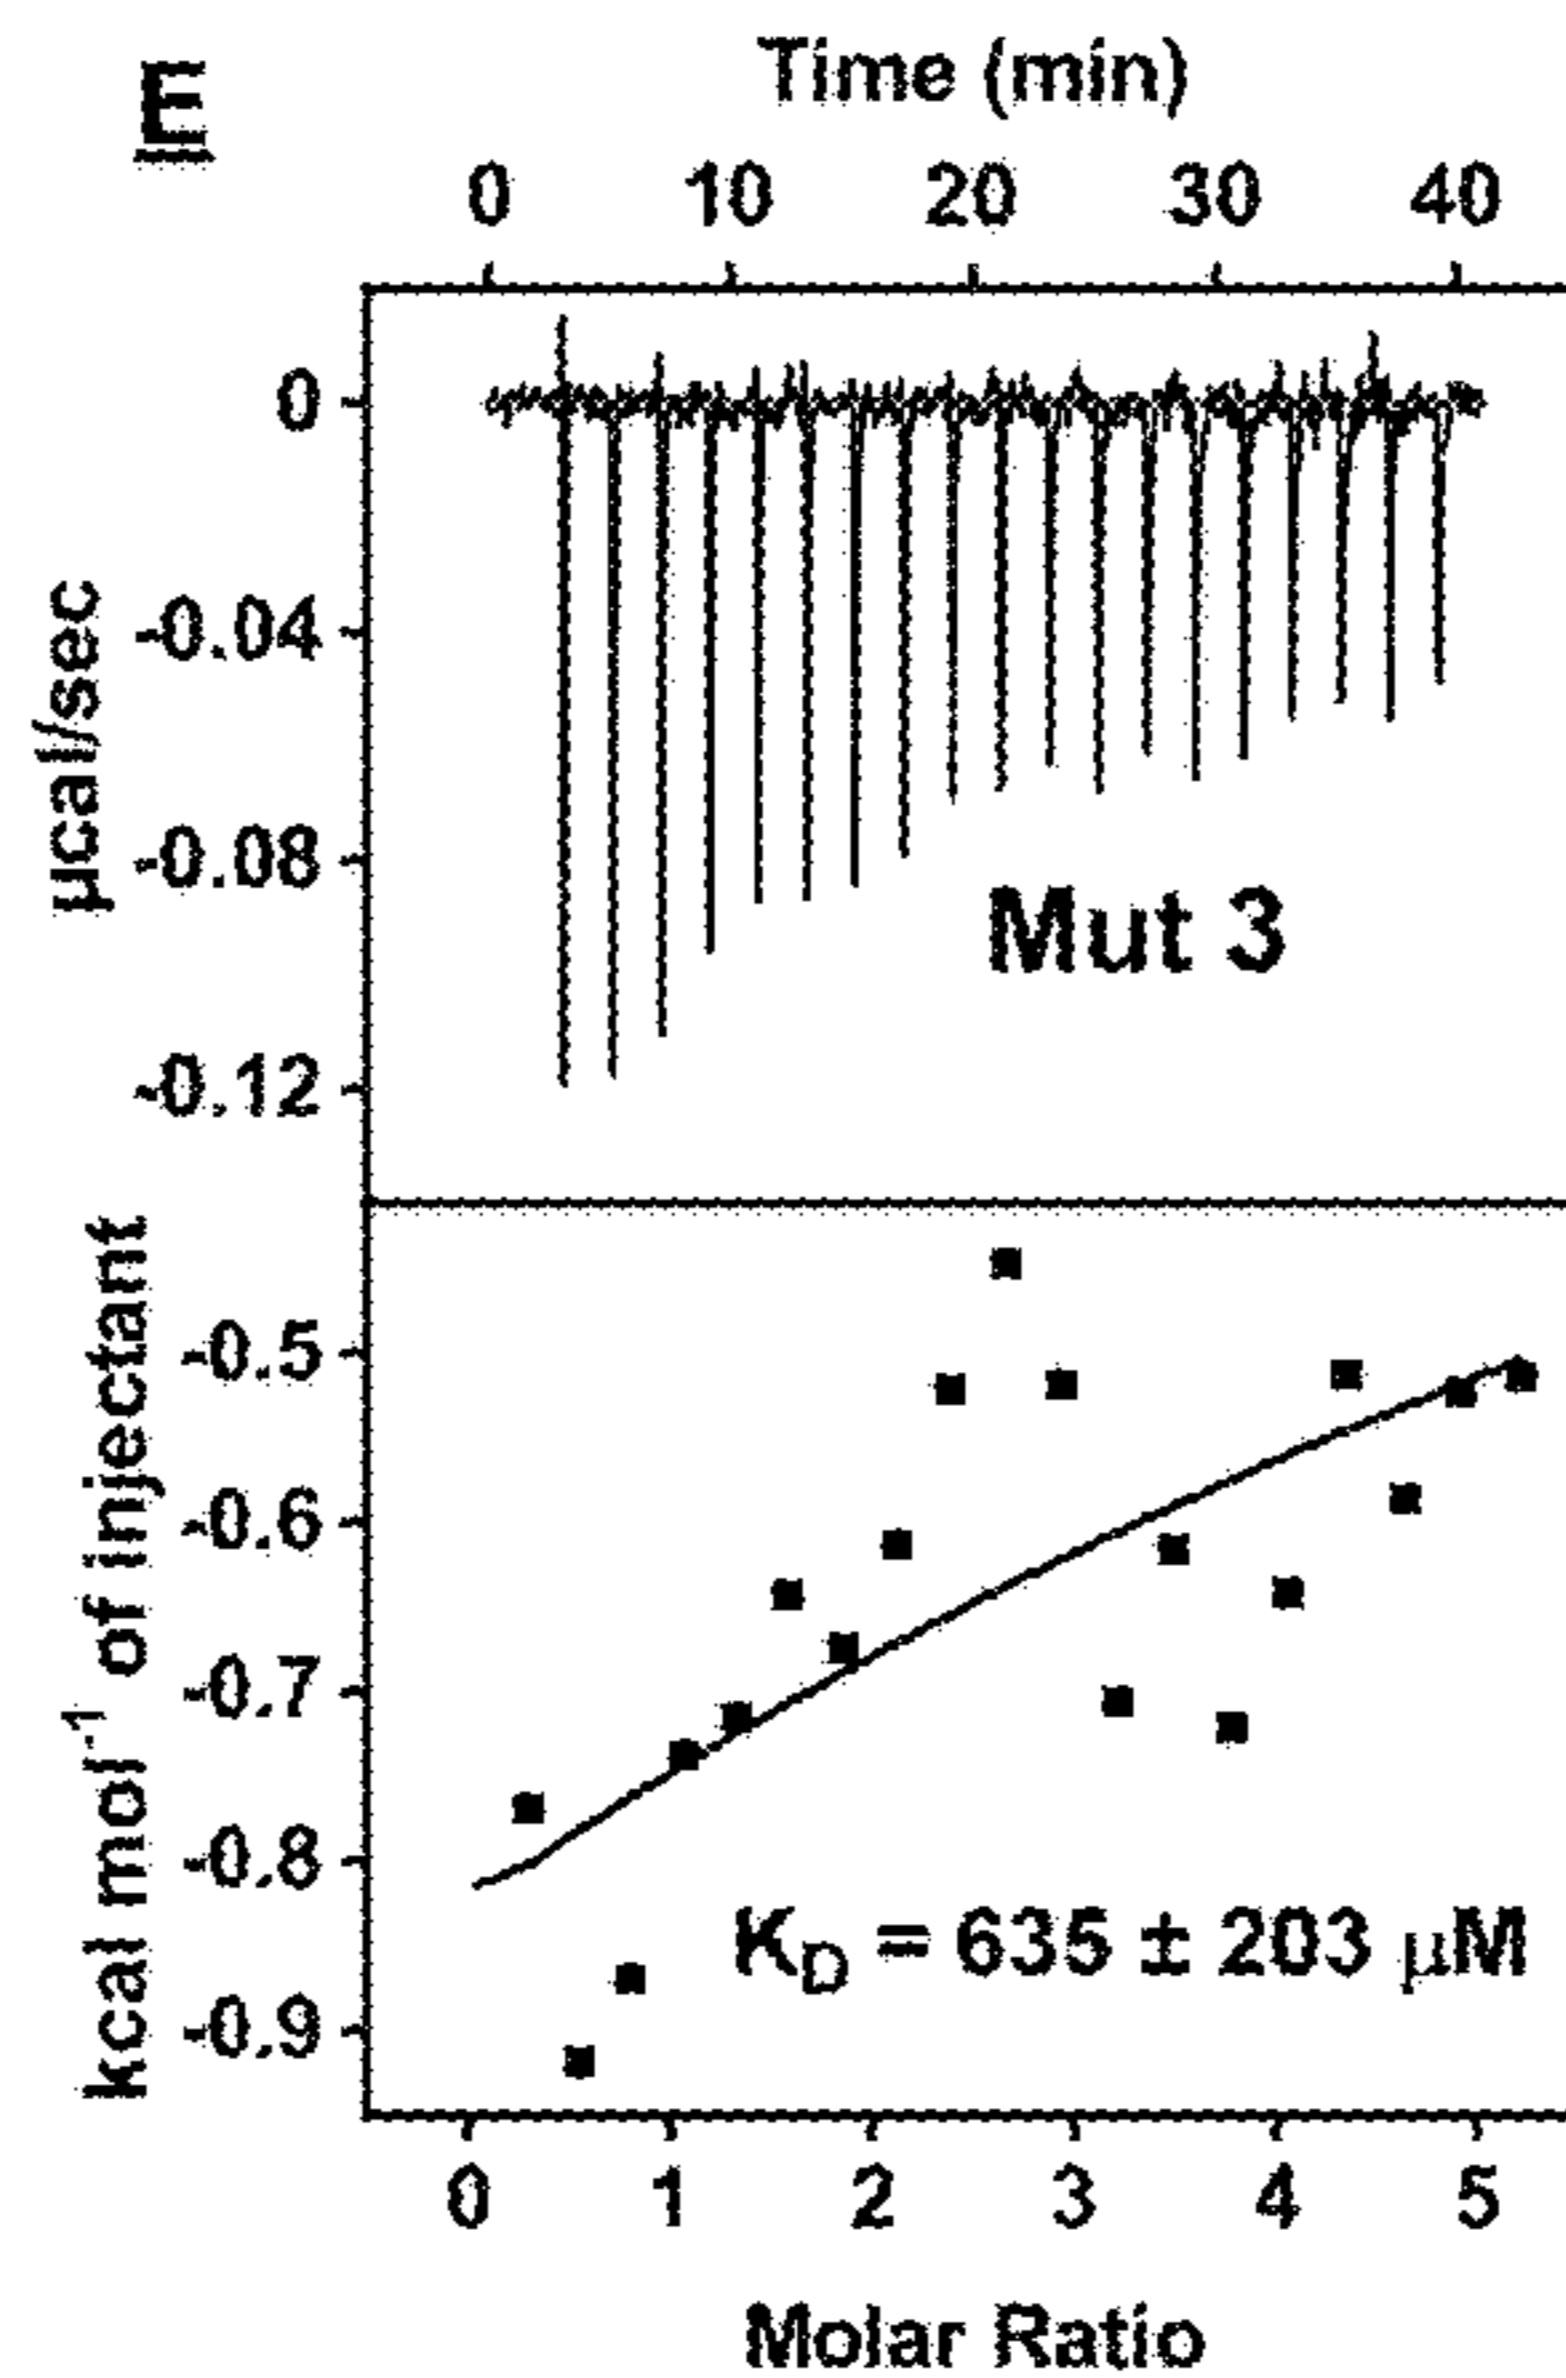 E
Time (min)
0 10 20 30 40
µcal/sec
0
-0.04
-0.08
-0.12
Mut 3
kcal mol⁻¹ of injectant
-0.5
-0.6
-0.7
-0.8
-0.9
K_D = 635 ± 203 µM
0 1 2 3 4 5
Molar Ratio